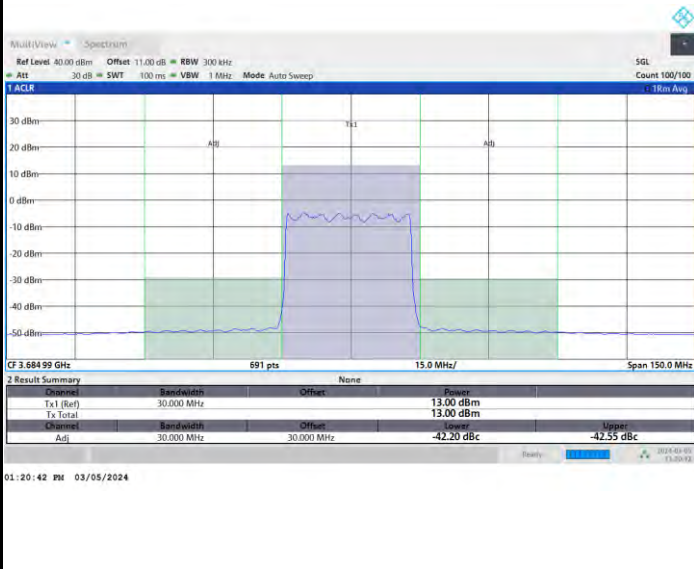 MultiView Spectrum
Ref Level 40.00 dBm Offset 11.00 dB RBW 300 kHz SGL
Att 30 dB SWT 100 ms VBW 1 MHz Mode Auto Sweep Count 100/100
1 ACLR 1Rm Avg
Tx1
Adj Adj
30 dBm
20 dBm
10 dBm
0 dBm
-10 dBm
-20 dBm
-30 dBm
-40 dBm
-50 dBm
CF 3.684 99 GHz 691 pts 15.0 MHz/ Span 150.0 MHz
2 Result Summary None
Channel Bandwidth Offset Power
Tx1 (Ref) 30.000 MHz 13.00 dBm
Tx Total 13.00 dBm
Channel Bandwidth Offset Lower Upper
Adj 30.000 MHz 30.000 MHz -42.20 dBc -42.55 dBc
Ready
01:20:42 PM 03/05/2024